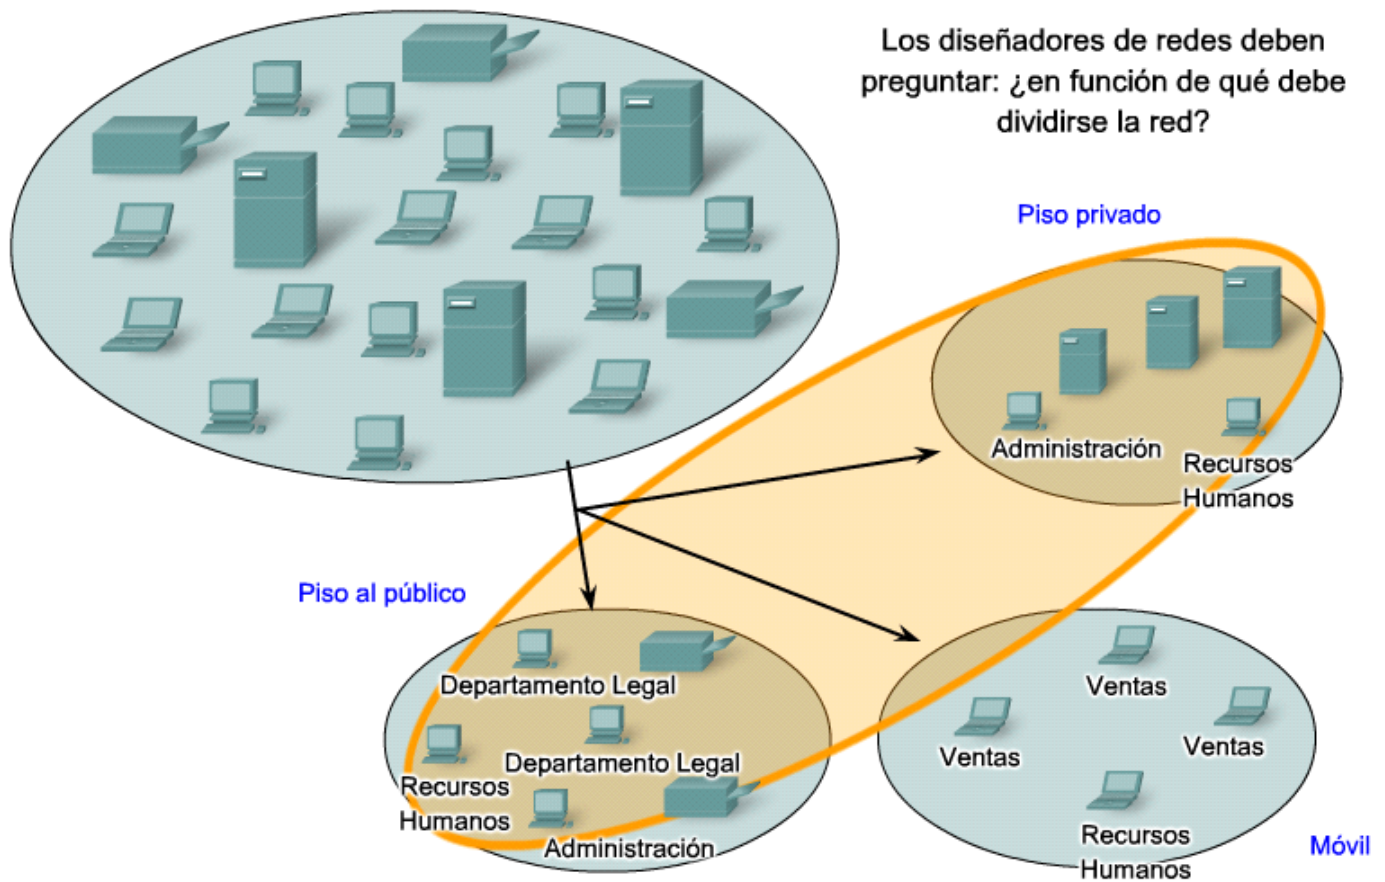 Los diseñadores de redes deben
preguntar: ¿en función de qué debe
dividirse la red?
Piso privado
Administración
Recursos
Humanos
Piso al público
Departamento Legal
Departamento Legal
Recursos
Humanos
Administración
Ventas
Ventas
Ventas
Recursos
Humanos
Móvil